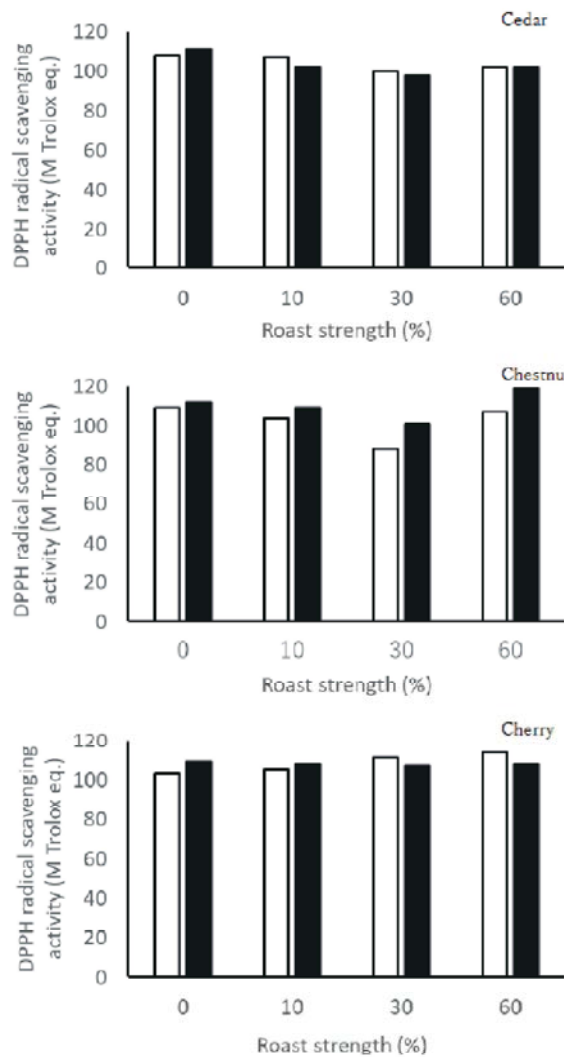 Cedar
DPPH radical scavenging
activity (M Trolox eq.)
120
100
80
60
40
20
0
0 10 30 60
Roast strength (%)
Chestnu
DPPH radical scavenging
activity (M Trolox eq.)
120
100
80
60
40
20
0
0 10 30 60
Roast strength (%)
Cherry
DPPH radical scavenging
activity (M Trolox eq.)
120
100
80
60
40
20
0
0 10 30 60
Roast strength (%)